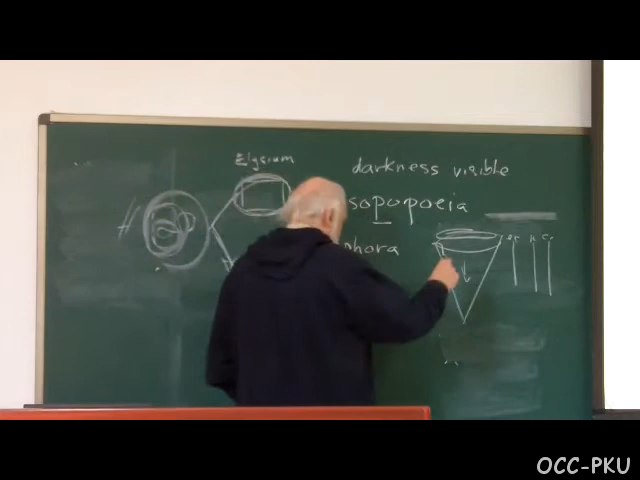 Elysium
darkness visible
sopopoeia
phora
H
OCC-PKU